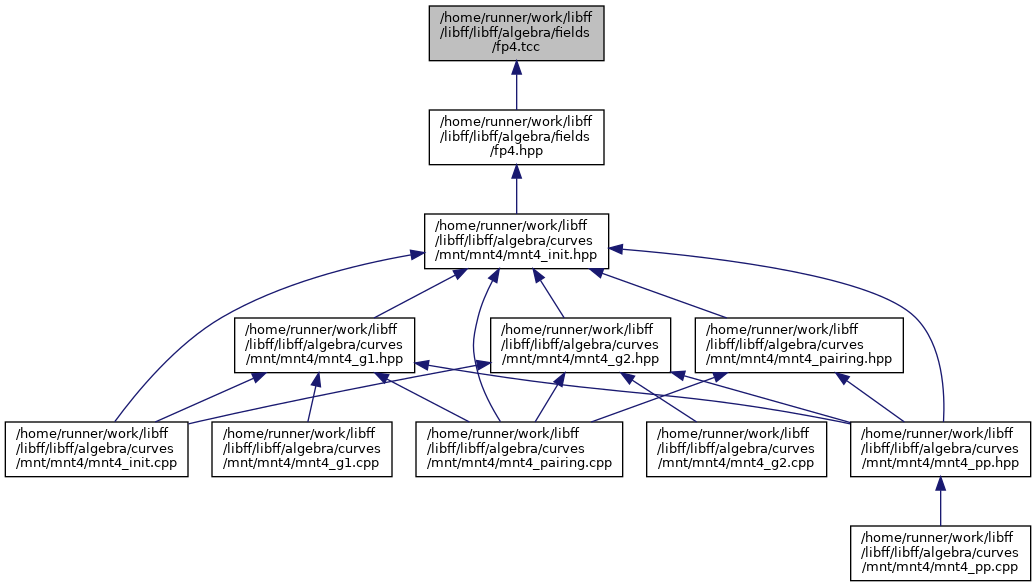 /home/runner/work/libff
/libff/libff/algebra/fields
/fp4.tcc
/home/runner/work/libff
/libff/libff/algebra/fields
/fp4.hpp
/home/runner/work/libff
/libff/libff/algebra/curves
/mnt/mnt4/mnt4_init.hpp
/home/runner/work/libff
/libff/libff/algebra/curves
/mnt/mnt4/mnt4_g1.hpp
/home/runner/work/libff
/libff/libff/algebra/curves
/mnt/mnt4/mnt4_g2.hpp
/home/runner/work/libff
/libff/libff/algebra/curves
/mnt/mnt4/mnt4_pairing.hpp
/home/runner/work/libff
/libff/libff/algebra/curves
/mnt/mnt4/mnt4_init.cpp
/home/runner/work/libff
/libff/libff/algebra/curves
/mnt/mnt4/mnt4_g1.cpp
/home/runner/work/libff
/libff/libff/algebra/curves
/mnt/mnt4/mnt4_pairing.cpp
/home/runner/work/libff
/libff/libff/algebra/curves
/mnt/mnt4/mnt4_g2.cpp
/home/runner/work/libff
/libff/libff/algebra/curves
/mnt/mnt4/mnt4_pp.hpp
/home/runner/work/libff
/libff/libff/algebra/curves
/mnt/mnt4/mnt4_pp.cpp